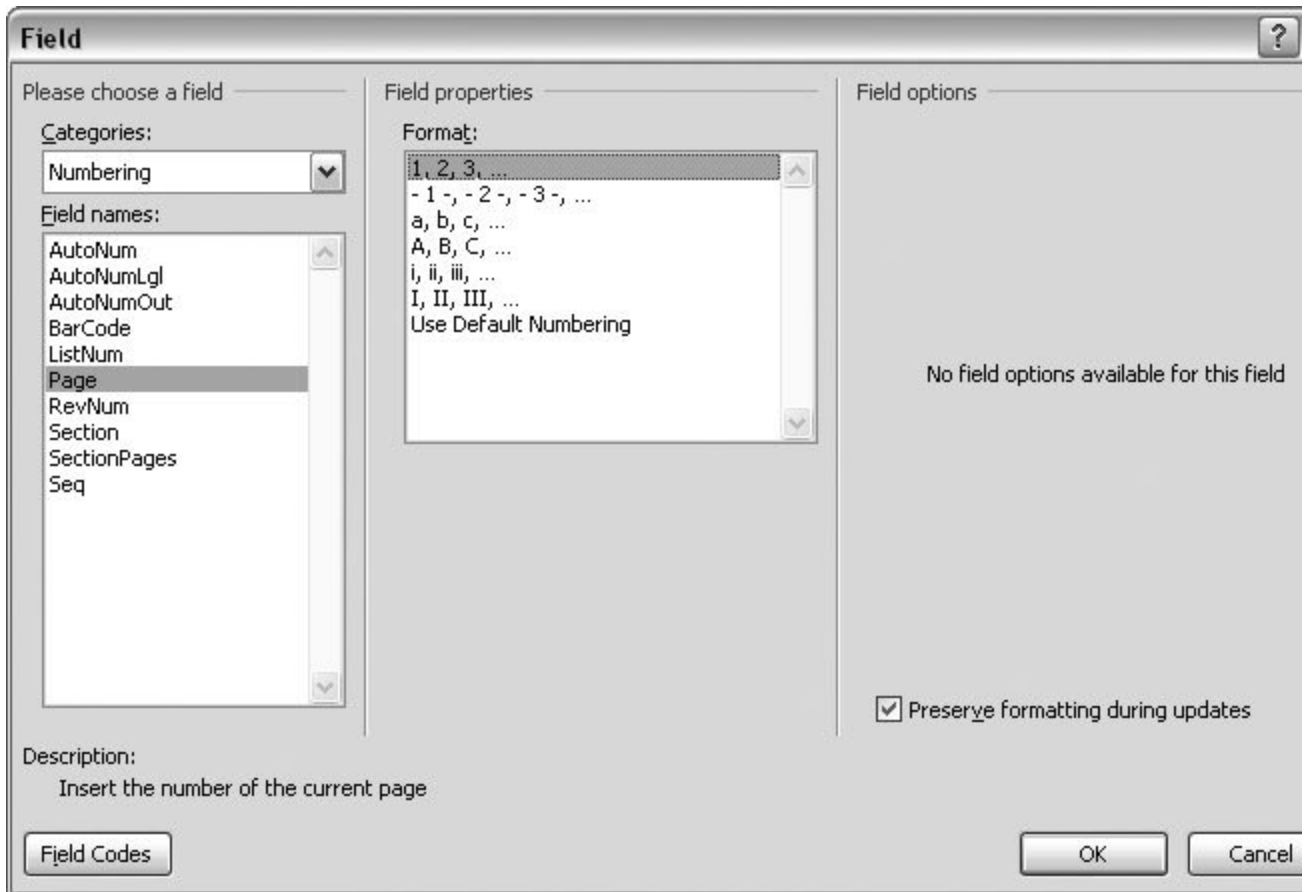 Field
?
Please choose a field
Categories:
Numbering
Field names:
AutoNum
AutoNumLgl
AutoNumOut
BarCode
ListNum
Page
RevNum
Section
SectionPages
Seq
Field properties
Format:
1, 2, 3, ...
- 1 -, - 2 -, - 3 -, ...
a, b, c, ...
A, B, C, ...
i, ii, iii, ...
I, II, III, ...
Use Default Numbering
Field options
No field options available for this field
Preserve formatting during updates
Description:
Insert the number of the current page
Field Codes
OK
Cancel